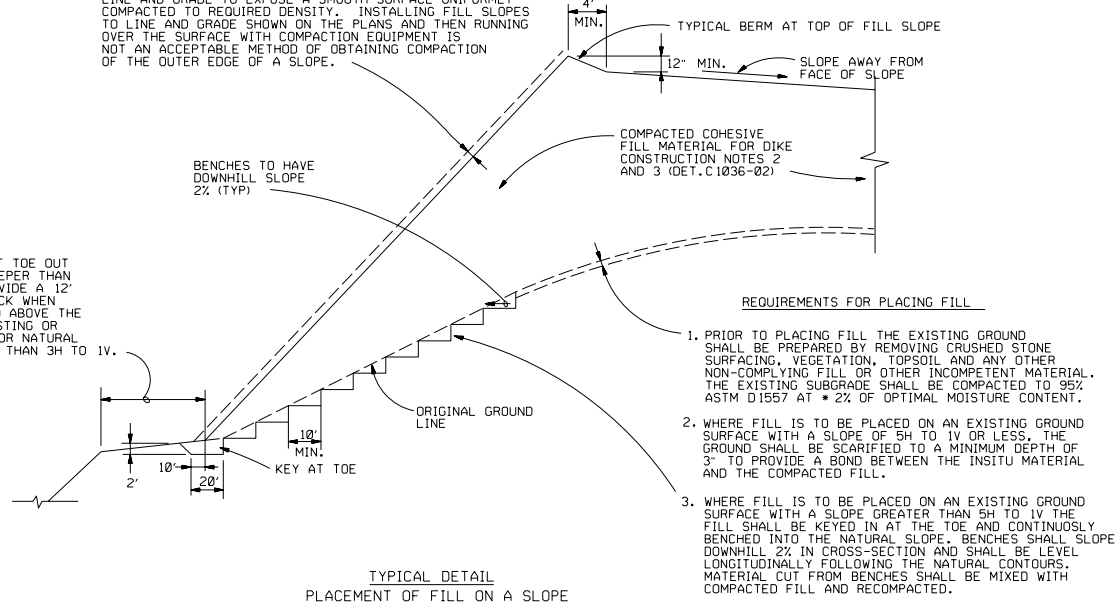 LINE AND GRADE TO EXPOSE A SMOOTH SURFACE UNIFORMLY
COMPACTED TO REQUIRED DENSITY. INSTALLING FILL SLOPES
TO LINE AND GRADE SHOWN ON THE PLANS AND THEN RUNNING
OVER THE SURFACE WITH COMPACTION EQUIPMENT IS
NOT AN ACCEPTABLE METHOD OF OBTAINING COMPACTION
OF THE OUTER EDGE OF A SLOPE.
4'
MIN.
TYPICAL BERM AT TOP OF FILL SLOPE
12" MIN.
SLOPE AWAY FROM
FACE OF SLOPE
COMPACTED COHESIVE
FILL MATERIAL FOR DIKE
CONSTRUCTION NOTES 2
AND 3 (DET.C1036-02)
BENCHES TO HAVE
DOWNHILL SLOPE
2% (TYP)
T TOE OUT
EPER THAN
VIDE A 12'
CK WHEN
ABOVE THE
STING OR
OR NATURAL
THAN 3H TO 1V.
ORIGINAL GROUND
LINE
10'
MIN.
KEY AT TOE
2'
10'
20'
REQUIREMENTS FOR PLACING FILL
1. PRIOR TO PLACING FILL THE EXISTING GROUND
SHALL BE PREPARED BY REMOVING CRUSHED STONE
SURFACING, VEGETATION, TOPSOIL AND ANY OTHER
NON-COMPLYING FILL OR OTHER INCOMPETENT MATERIAL.
THE EXISTING SUBGRADE SHALL BE COMPACTED TO 95%
ASTM D1557 AT * 2% OF OPTIMAL MOISTURE CONTENT.
2. WHERE FILL IS TO BE PLACED ON AN EXISTING GROUND
SURFACE WITH A SLOPE OF 5H TO 1V OR LESS, THE
GROUND SHALL BE SCARIFIED TO A MINIMUM DEPTH OF
3" TO PROVIDE A BOND BETWEEN THE INSITU MATERIAL
AND THE COMPACTED FILL.
3. WHERE FILL IS TO BE PLACED ON AN EXISTING GROUND
SURFACE WITH A SLOPE GREATER THAN 5H TO 1V THE
FILL SHALL BE KEYED IN AT THE TOE AND CONTINUOSLY
BENCHED INTO THE NATURAL SLOPE. BENCHES SHALL SLOPE
DOWNHILL 2% IN CROSS-SECTION AND SHALL BE LEVEL
LONGITUDINALLY FOLLOWING THE NATURAL CONTOURS.
MATERIAL CUT FROM BENCHES SHALL BE MIXED WITH
COMPACTED FILL AND RECOMPACTED.
TYPICAL DETAIL
PLACEMENT OF FILL ON A SLOPE